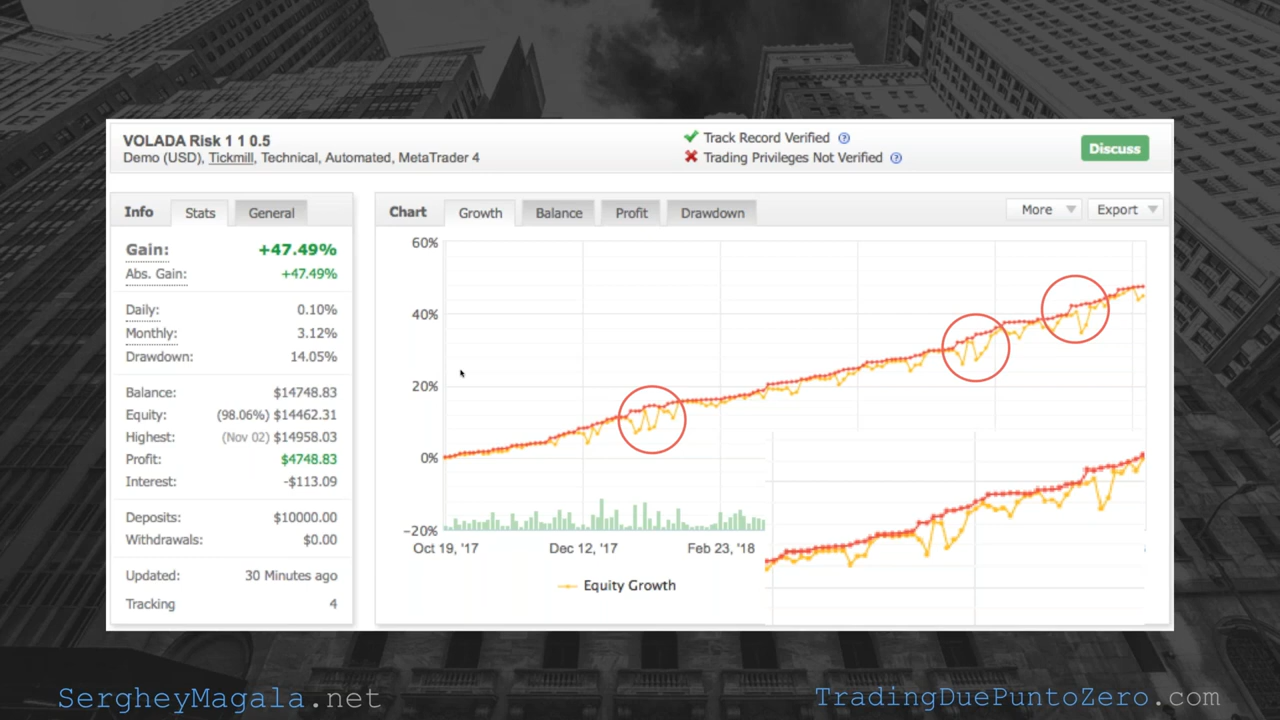 VOLADA Risk 1 1 0.5
Demo (USD), Tickmill, Technical, Automated, MetaTrader 4
Track Record Verified ?
Trading Privileges Not Verified ?
Discuss
Info Stats General
Gain: +47.49%
Abs. Gain: +47.49%
Daily: 0.10%
Monthly: 3.12%
Drawdown: 14.05%
Balance: $14748.83
Equity: (98.06%) $14462.31
Highest: (Nov 02) $14958.03
Profit: $4748.83
Interest: -$113.09
Deposits: $10000.00
Withdrawals: $0.00
Updated: 30 Minutes ago
Tracking 4
Chart Growth Balance Profit Drawdown
More Export
60%
40%
20%
0%
-20%
Oct 19, '17 Dec 12, '17 Feb 23, '18
Equity Growth
SergheyMagala.net
TradingDuePuntoZero.com